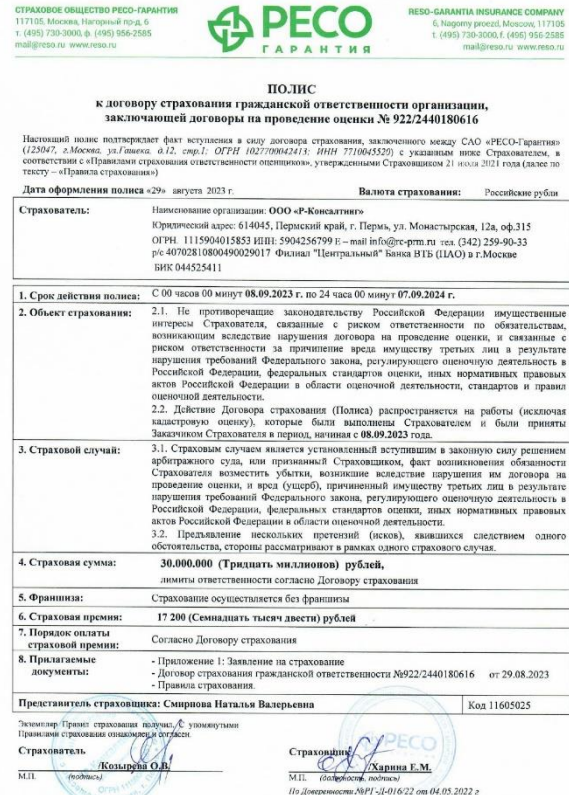 СТРАХОВОЕ ОБЩЕСТВО РЕСО-ГАРАНТИЯ
117105, Москва, Нагорный пр-д, 6
т. (495) 730-3000, ф. (495) 956-2585
mail@reso.ru www.reso.ru
РЕСО
ГАРАНТИЯ
RESO-GARANTIA INSURANCE COMPANY
6, Nagorny proezd, Moscow, 117105
t. (495) 730-3000, f. (495) 956-2585
mail@reso.ru www.reso.ru
ПОЛИС
к договору страхования гражданской ответственности организации,
заключающей договоры на проведение оценки № 922/2440180616
Настоящий полис подтверждает факт вступления в силу договора страхования, заключенного между САО «РЕСО-Гарантия»
(125047, г.Москва, ул.Гашека, д.12, стр.1; ОГРН 1027700042413; ИНН 7710045520) с указанным ниже Страхователем, в
соответствии с «Правилами страхования ответственности оценщиков», утвержденными Страховщиком 21 июля 2021 года (далее по
тексту – «Правила страхования»)
Дата оформления полиса «29» августа 2023 г.
Валюта страхования: Российские рубли
Страхователь:
Наименование организации: ООО «Р-Консалтинг»
Юридический адрес: 614045, Пермский край, г. Пермь, ул. Монастырская, 12а, оф.315
ОГРН 1115904015853 ИНН: 5904256799 E – mail info@rc-prm.ru тел. (342) 259-90-33
р/с 40702810800490029017 Филиал "Центральный" Банка ВТБ (ПАО) в г.Москве
БИК 044525411
1. Срок действия полиса: С 00 часов 00 минут 08.09.2023 г. по 24 часа 00 минут 07.09.2024 г.
2. Объект страхования:
2.1. Не противоречащие законодательству Российской Федерации имущественные
интересы Страхователя, связанные с риском ответственности по обязательствам,
возникающим вследствие нарушения договора на проведение оценки, и связанные с
риском ответственности за причинение вреда имуществу третьих лиц в результате
нарушения требований Федерального закона, регулирующего оценочную деятельность в
Российской Федерации, федеральных стандартов оценки, иных нормативных правовых
актов Российской Федерации в области оценочной деятельности, стандартов и правил
оценочной деятельности.
2.2. Действие Договора страхования (Полиса) распространяется на работы (исключая
кадастровую оценку), которые были выполнены Страхователем и были приняты
Заказчиком Страхователя в период, начиная с 08.09.2023 года.
3. Страховой случай:
3.1. Страховым случаем является установленный вступившим в законную силу решением
арбитражного суда, или признанный Страховщиком, факт возникновения обязанности
Страхователя возместить убытки, возникшие вследствие нарушения им договора на
проведение оценки, и вред (ущерб), причиненный имуществу третьих лиц в результате
нарушения требований Федерального закона, регулирующего оценочную деятельность в
Российской Федерации, федеральных стандартов оценки, иных нормативных правовых
актов Российской Федерации в области оценочной деятельности.
3.2. Предъявление нескольких претензий (исков), явившихся следствием одного
обстоятельства, стороны рассматривают в рамках одного страхового случая.
4. Страховая сумма:
30.000.000 (Тридцать миллионов) рублей,
лимиты ответственности согласно Договору страхования
5. Франшиза: Страхование осуществляется без франшизы
6. Страховая премия: 17 200 (Семнадцать тысяч двести) рублей
7. Порядок оплаты
страховой премии:
Согласно Договору страхования
8. Прилагаемые
документы:
- Приложение 1: Заявление на страхование
- Договор страхования гражданской ответственности №922/2440180616 от 29.08.2023
- Правила страхования.
Представитель страховщика: Смирнова Наталья Валерьевна
Код 11605025
Экземпляр Правил страхования получил. С упомянутыми
Правилами страхования ознакомлен и согласен.
Страхователь
/Козырева О.В./
М.П. (подпись)
Страховщик
/Харина Е.М.
М.П. (должность, подпись)
По Доверенности №РГ-Д-016/22 от 04.05.2022 г
РЕСО